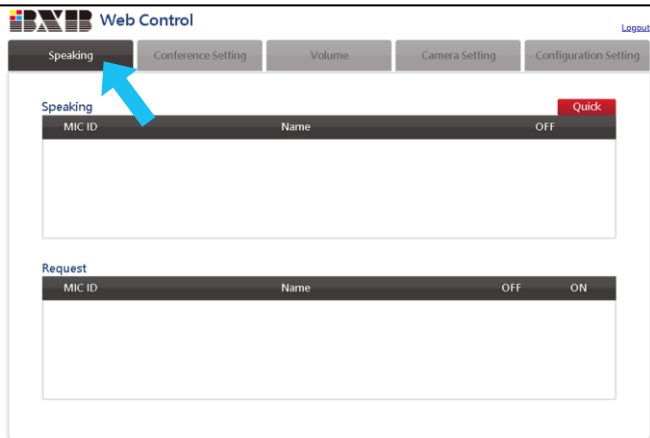 BXB Web Control
Logout
Speaking Conference Setting Volume Camera Setting Configuration Setting
Speaking Quick
MIC ID Name OFF
Request
MIC ID Name OFF ON